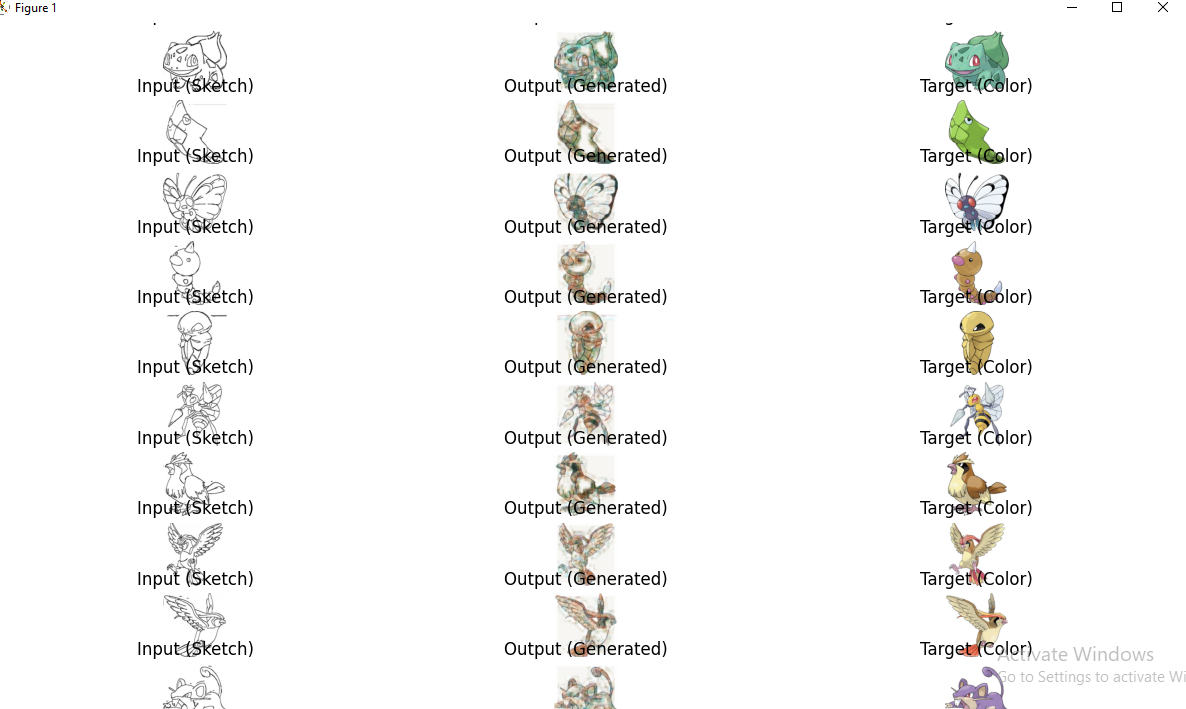 Figure 1
Input (Sketch) Output (Generated) Target (Color)
Input (Sketch) Output (Generated) Target (Color)
Input (Sketch) Output (Generated) Target (Color)
Input (Sketch) Output (Generated) Target (Color)
Input (Sketch) Output (Generated) Target (Color)
Input (Sketch) Output (Generated) Target (Color)
Input (Sketch) Output (Generated) Target (Color)
Input (Sketch) Output (Generated) Target (Color)
Input (Sketch) Output (Generated) Target (Color)
Activate Windows
Go to Settings to activate Wi